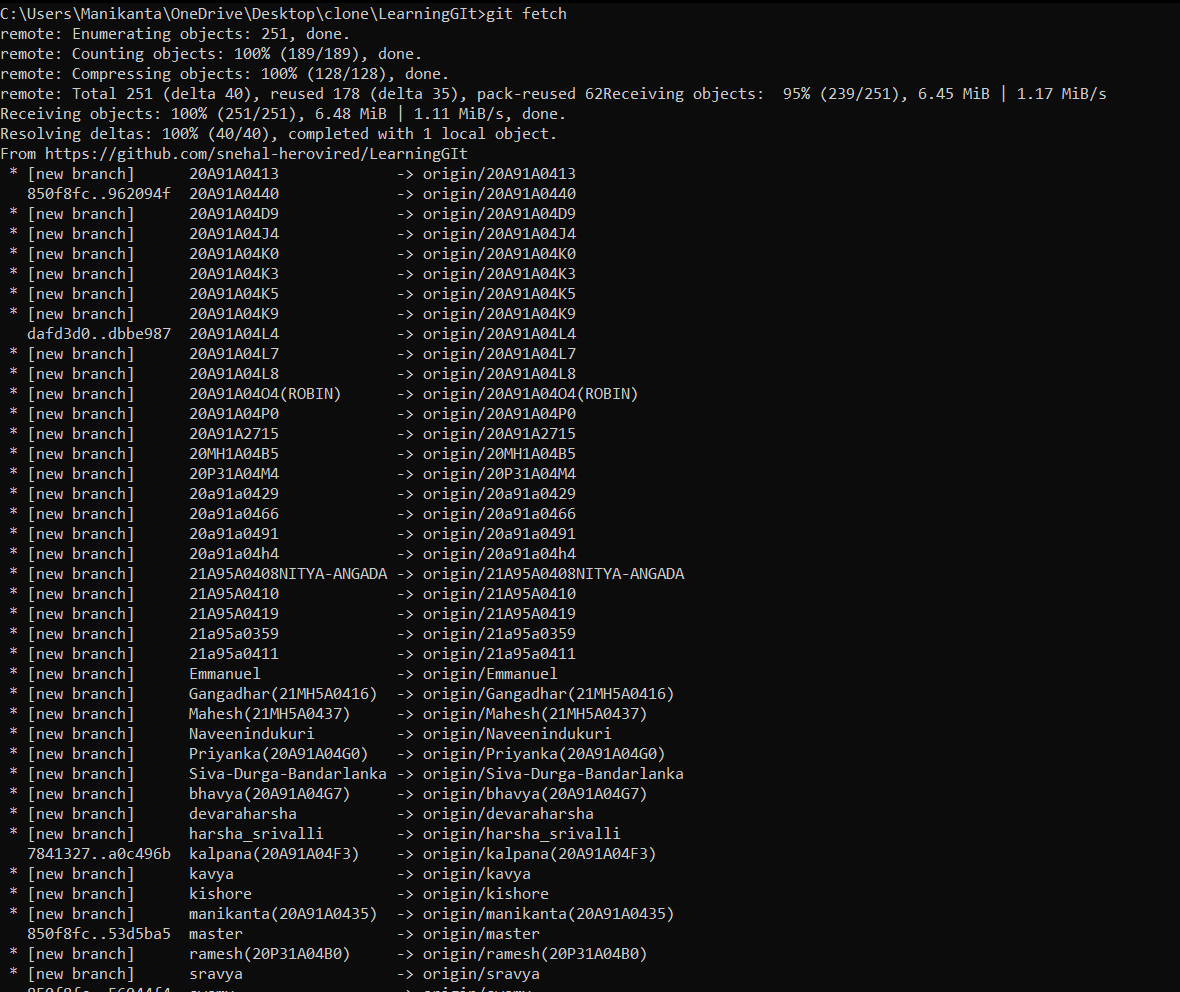 C:\Users\Manikanta\OneDrive\Desktop\clone\LearningGIt>git fetch
remote: Enumerating objects: 251, done.
remote: Counting objects: 100% (189/189), done.
remote: Compressing objects: 100% (128/128), done.
remote: Total 251 (delta 40), reused 178 (delta 35), pack-reused 62Receiving objects:  95% (239/251), 6.45 MiB | 1.17 MiB/s
Receiving objects: 100% (251/251), 6.48 MiB | 1.11 MiB/s, done.
Resolving deltas: 100% (40/40), completed with 1 local object.
From https://github.com/snehal-herovired/LearningGIt
 * [new branch]      20A91A0413            -> origin/20A91A0413
   850f8fc..962094f  20A91A0440            -> origin/20A91A0440
 * [new branch]      20A91A04D9            -> origin/20A91A04D9
 * [new branch]      20A91A04J4            -> origin/20A91A04J4
 * [new branch]      20A91A04K0            -> origin/20A91A04K0
 * [new branch]      20A91A04K3            -> origin/20A91A04K3
 * [new branch]      20A91A04K5            -> origin/20A91A04K5
 * [new branch]      20A91A04K9            -> origin/20A91A04K9
   dafd3d0..dbbe987  20A91A04L4            -> origin/20A91A04L4
 * [new branch]      20A91A04L7            -> origin/20A91A04L7
 * [new branch]      20A91A04L8            -> origin/20A91A04L8
 * [new branch]      20A91A04O4(ROBIN)     -> origin/20A91A04O4(ROBIN)
 * [new branch]      20A91A04P0            -> origin/20A91A04P0
 * [new branch]      20A91A2715            -> origin/20A91A2715
 * [new branch]      20MH1A04B5            -> origin/20MH1A04B5
 * [new branch]      20P31A04M4            -> origin/20P31A04M4
 * [new branch]      20a91a0429            -> origin/20a91a0429
 * [new branch]      20a91a0466            -> origin/20a91a0466
 * [new branch]      20a91a0491            -> origin/20a91a0491
 * [new branch]      20a91a04h4            -> origin/20a91a04h4
 * [new branch]      21A95A0408NITYA-ANGADA -> origin/21A95A0408NITYA-ANGADA
 * [new branch]      21A95A0410            -> origin/21A95A0410
 * [new branch]      21A95A0419            -> origin/21A95A0419
 * [new branch]      21a95a0359            -> origin/21a95a0359
 * [new branch]      21a95a0411            -> origin/21a95a0411
 * [new branch]      Emmanuel              -> origin/Emmanuel
 * [new branch]      Gangadhar(21MH5A0416)  -> origin/Gangadhar(21MH5A0416)
 * [new branch]      Mahesh(21MH5A0437)    -> origin/Mahesh(21MH5A0437)
 * [new branch]      Naveenindukuri        -> origin/Naveenindukuri
 * [new branch]      Priyanka(20A91A04G0)  -> origin/Priyanka(20A91A04G0)
 * [new branch]      Siva-Durga-Bandarlanka -> origin/Siva-Durga-Bandarlanka
 * [new branch]      bhavya(20A91A04G7)    -> origin/bhavya(20A91A04G7)
 * [new branch]      devaraharsha          -> origin/devaraharsha
 * [new branch]      harsha_srivalli       -> origin/harsha_srivalli
   7841327..a0c496b  kalpana(20A91A04F3)   -> origin/kalpana(20A91A04F3)
 * [new branch]      kavya                 -> origin/kavya
 * [new branch]      kishore               -> origin/kishore
 * [new branch]      manikanta(20A91A0435)  -> origin/manikanta(20A91A0435)
   850f8fc..53d5ba5  master                -> origin/master
 * [new branch]      ramesh(20P31A04B0)    -> origin/ramesh(20P31A04B0)
 * [new branch]      sravya                -> origin/sravya